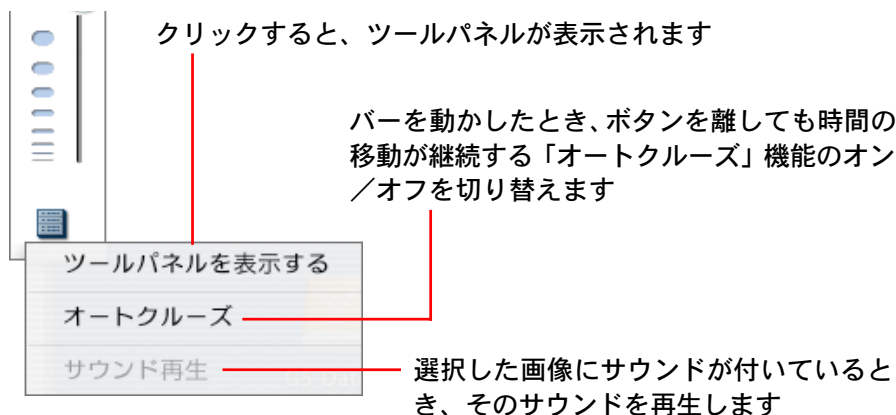 クリックすると、ツールパネルが表示されます
バーを動かしたとき、ボタンを離しても時間の
移動が継続する「オートクルーズ」機能のオン
／オフを切り替えます
ツールパネルを表示する
オートクルーズ
サウンド再生
選択した画像にサウンドが付いていると
き、そのサウンドを再生します